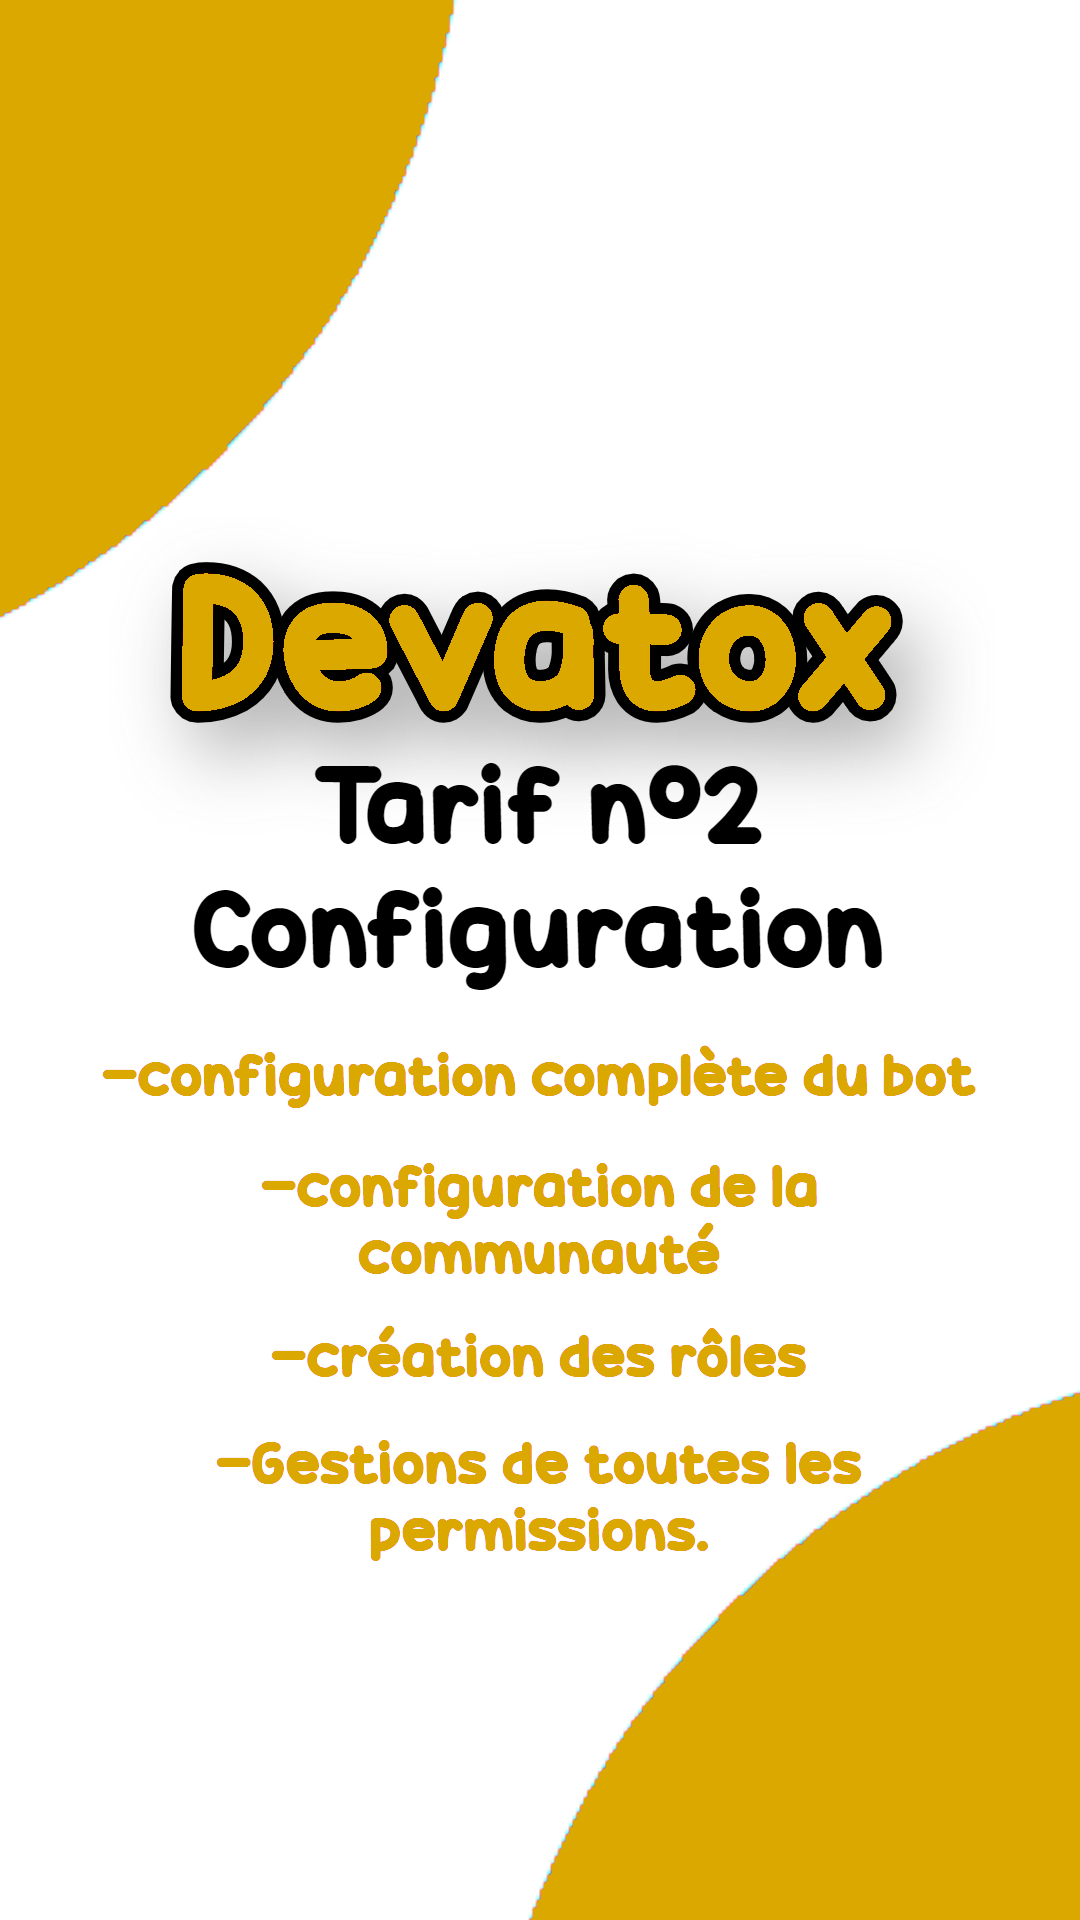 Devatox
Tarif n°2
Configuration
-configuration complète du bot
-configuration de la
communauté
-création des rôles
-Gestions de toutes les
permissions.